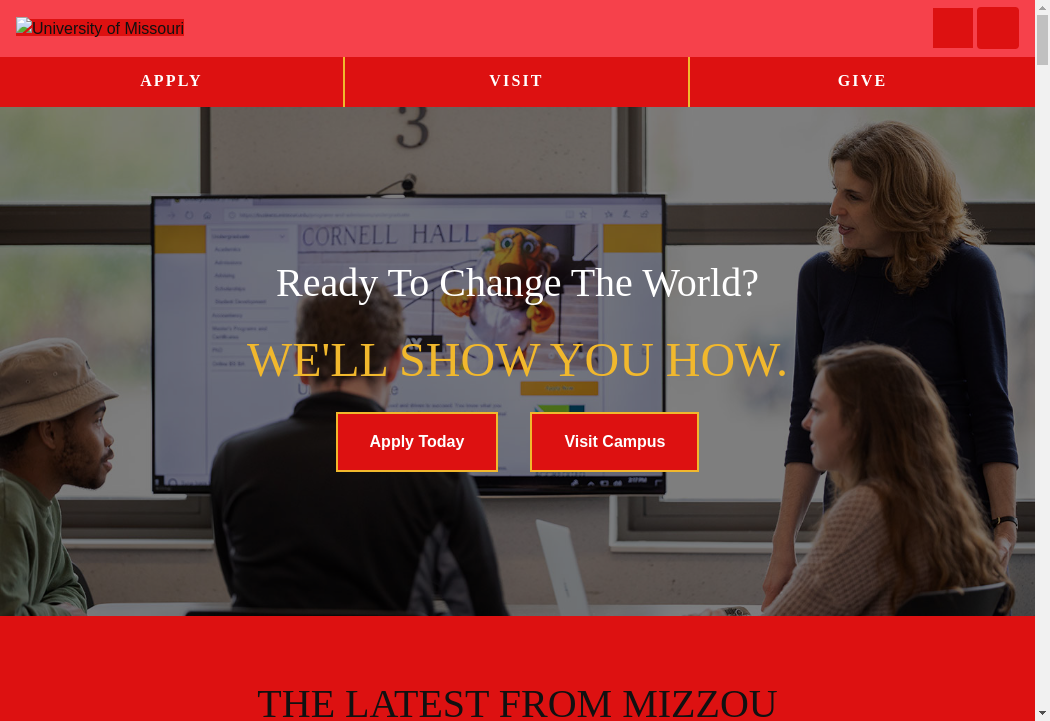 University of Missouri
APPLY
VISIT
GIVE
3
CORNELL HALL
Ready To Change The World?
WE'LL SHOW YOU HOW.
Apply Today
Visit Campus
THE LATEST FROM MIZZOU